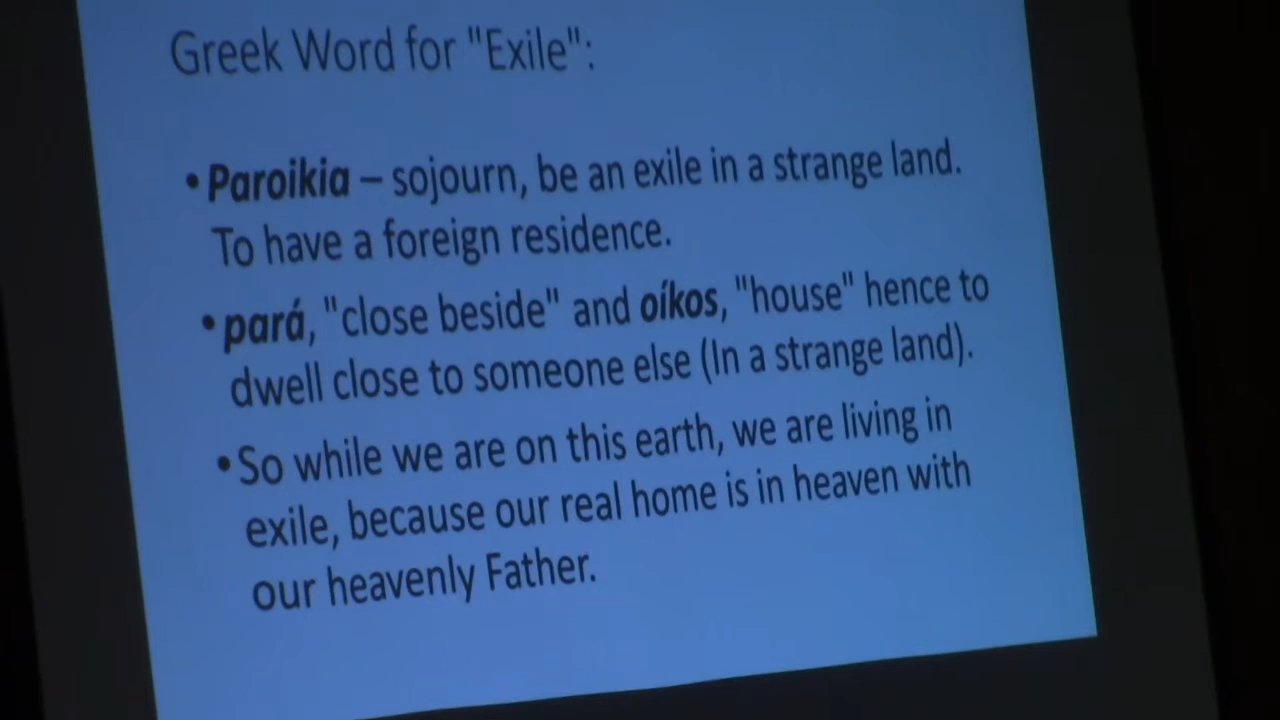 Greek Word for "Exile":
• Paroikia – sojourn, be an exile in a strange land.
To have a foreign residence.
• pará, "close beside" and oíkos, "house" hence to
dwell close to someone else (In a strange land).
• So while we are on this earth, we are living in
exile, because our real home is in heaven with
our heavenly Father.